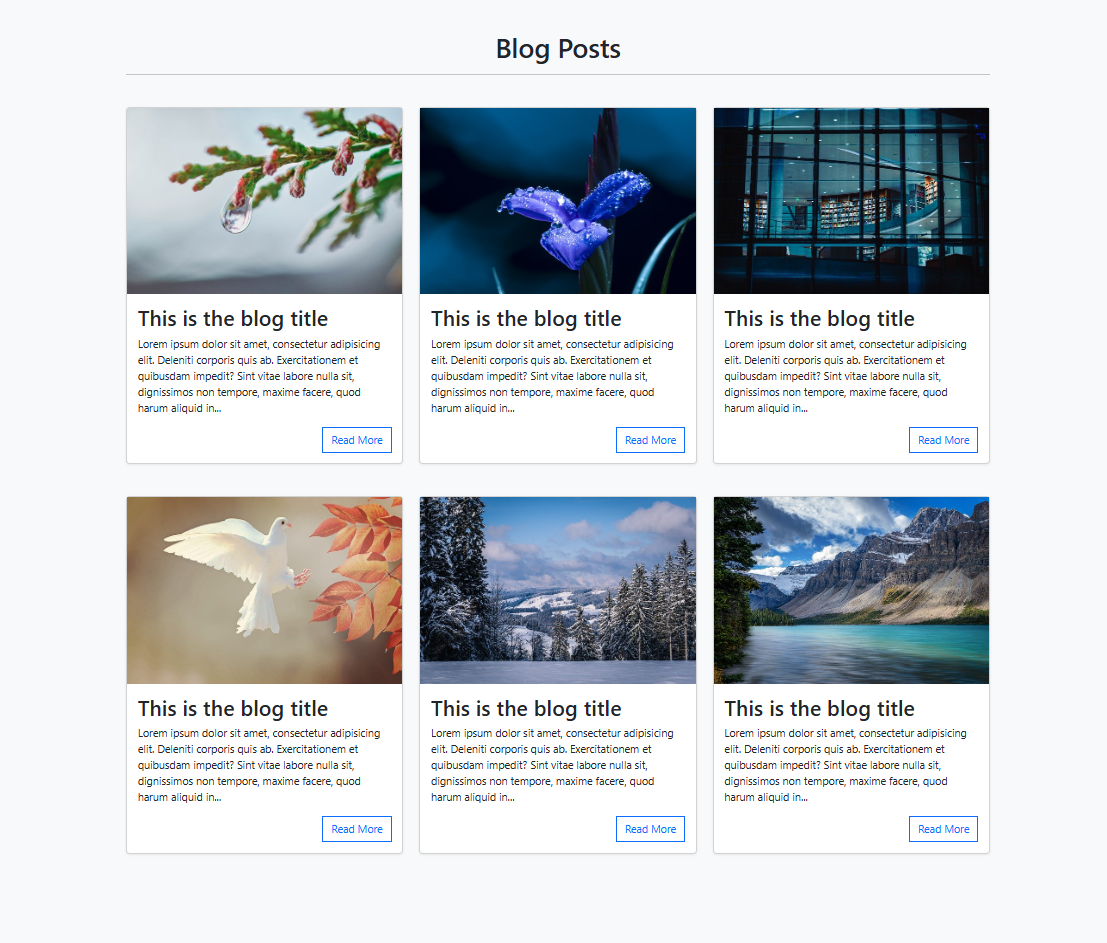 Blog Posts
This is the blog title
Lorem ipsum dolor sit amet, consectetur adipisicing
elit. Deleniti corporis quis ab. Exercitationem et
quibusdam impedit? Sint vitae labore nulla sit,
dignissimos non tempore, maxime facere, quod
harum aliquid in...
Read More
This is the blog title
Lorem ipsum dolor sit amet, consectetur adipisicing
elit. Deleniti corporis quis ab. Exercitationem et
quibusdam impedit? Sint vitae labore nulla sit,
dignissimos non tempore, maxime facere, quod
harum aliquid in...
Read More
This is the blog title
Lorem ipsum dolor sit amet, consectetur adipisicing
elit. Deleniti corporis quis ab. Exercitationem et
quibusdam impedit? Sint vitae labore nulla sit,
dignissimos non tempore, maxime facere, quod
harum aliquid in...
Read More
This is the blog title
Lorem ipsum dolor sit amet, consectetur adipisicing
elit. Deleniti corporis quis ab. Exercitationem et
quibusdam impedit? Sint vitae labore nulla sit,
dignissimos non tempore, maxime facere, quod
harum aliquid in...
Read More
This is the blog title
Lorem ipsum dolor sit amet, consectetur adipisicing
elit. Deleniti corporis quis ab. Exercitationem et
quibusdam impedit? Sint vitae labore nulla sit,
dignissimos non tempore, maxime facere, quod
harum aliquid in...
Read More
This is the blog title
Lorem ipsum dolor sit amet, consectetur adipisicing
elit. Deleniti corporis quis ab. Exercitationem et
quibusdam impedit? Sint vitae labore nulla sit,
dignissimos non tempore, maxime facere, quod
harum aliquid in...
Read More